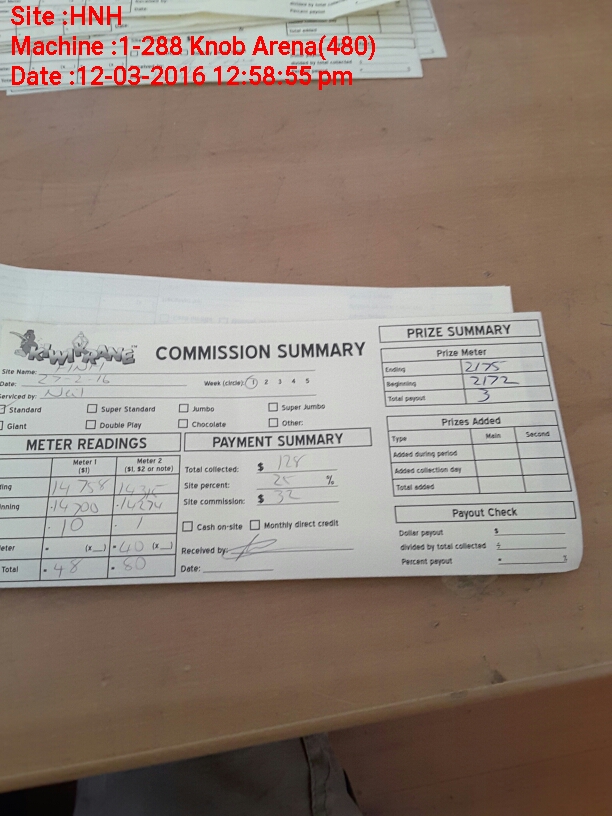 Site :HNH
Machine :1-288 Knob Arena(480)
Date :12-03-2016 12:58:55 pm
COMMISSION SUMMARY
Site Name: HNH
Date: 27-2-16
Week (circle): 1 2 3 4 5
Serviced by:
Standard Super Standard Jumbo Super Jumbo
Giant Double Play Chocolate Other:
METER READINGS
Meter 1 ($1) Meter 2 ($1, $2 or note)
14758 14315
14700 14274
10 1
(x__) 40 (x__)
Total 48 80
PAYMENT SUMMARY
Total collected: $ 128
Site percent: 25 %
Site commission: $ 32
Cash on-site Monthly direct credit
Received by:
Date:
PRIZE SUMMARY
Prize Meter
Ending 2175
Beginning 2172
Total payout 3
Prizes Added
Type Main Second
Added during period
Added collection day
Total added
Payout Check
Dollar payout $
divided by total collected ÷
Percent payout =